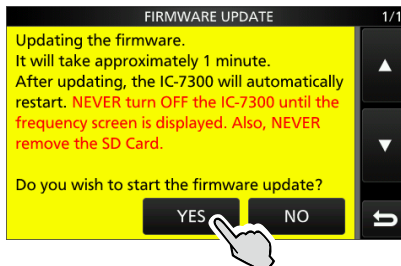 FIRMWARE UPDATE 1/1
Updating the firmware.
It will take approximately 1 minute.
After updating, the IC-7300 will automatically
restart. NEVER turn OFF the IC-7300 until the
frequency screen is displayed. Also, NEVER
remove the SD Card.
Do you wish to start the firmware update?
YES NO